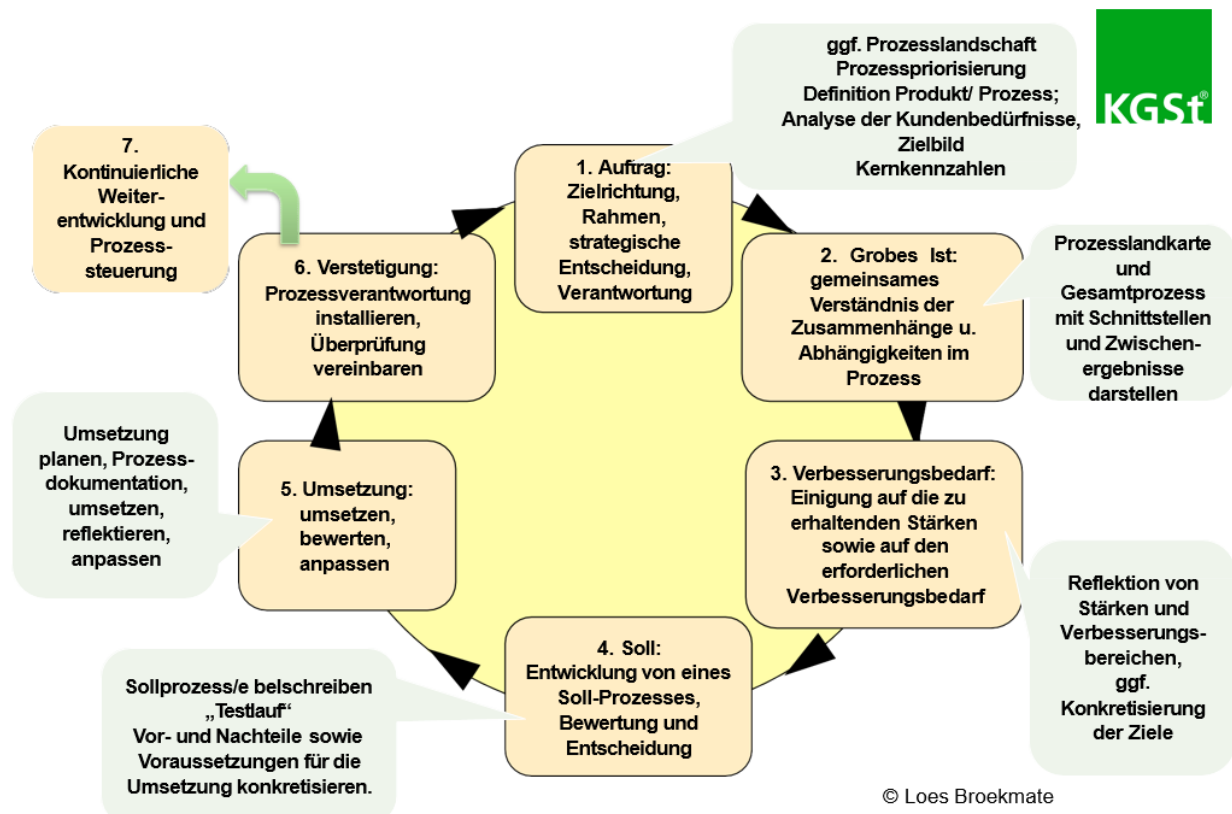 ggf. Prozesslandschaft
Prozesspriorisierung
Definition Produkt/ Prozess;
Analyse der Kundenbedürfnisse,
Zielbild
Kernkennzahlen
KGSt®
7.
Kontinuierliche
Weiter-
entwicklung und
Prozess-
steuerung
1. Auftrag:
Zielrichtung,
Rahmen,
strategische
Entscheidung,
Verantwortung
6. Verstetigung:
Prozessverantwortung
installieren,
Überprüfung
vereinbaren
2. Grobes Ist:
gemeinsames
Verständnis der
Zusammenhänge u.
Abhängigkeiten im
Prozess
Prozesslandkarte
und
Gesamtprozess
mit Schnittstellen
und Zwischen-
ergebnisse
darstellen
Umsetzung
planen, Prozess-
dokumentation,
umsetzen,
reflektieren,
anpassen
5. Umsetzung:
umsetzen,
bewerten,
anpassen
3. Verbesserungsbedarf:
Einigung auf die zu
erhaltenden Stärken
sowie auf den
erforderlichen
Verbesserungsbedarf
Reflektion von
Stärken und
Verbesserungs-
bereichen,
ggf.
Konkretisierung
der Ziele
4. Soll:
Entwicklung von eines
Soll-Prozesses,
Bewertung und
Entscheidung
Sollprozess/e belschreiben
„Testlauf“
Vor- und Nachteile sowie
Voraussetzungen für die
Umsetzung konkretisieren.
© Loes Broekmate